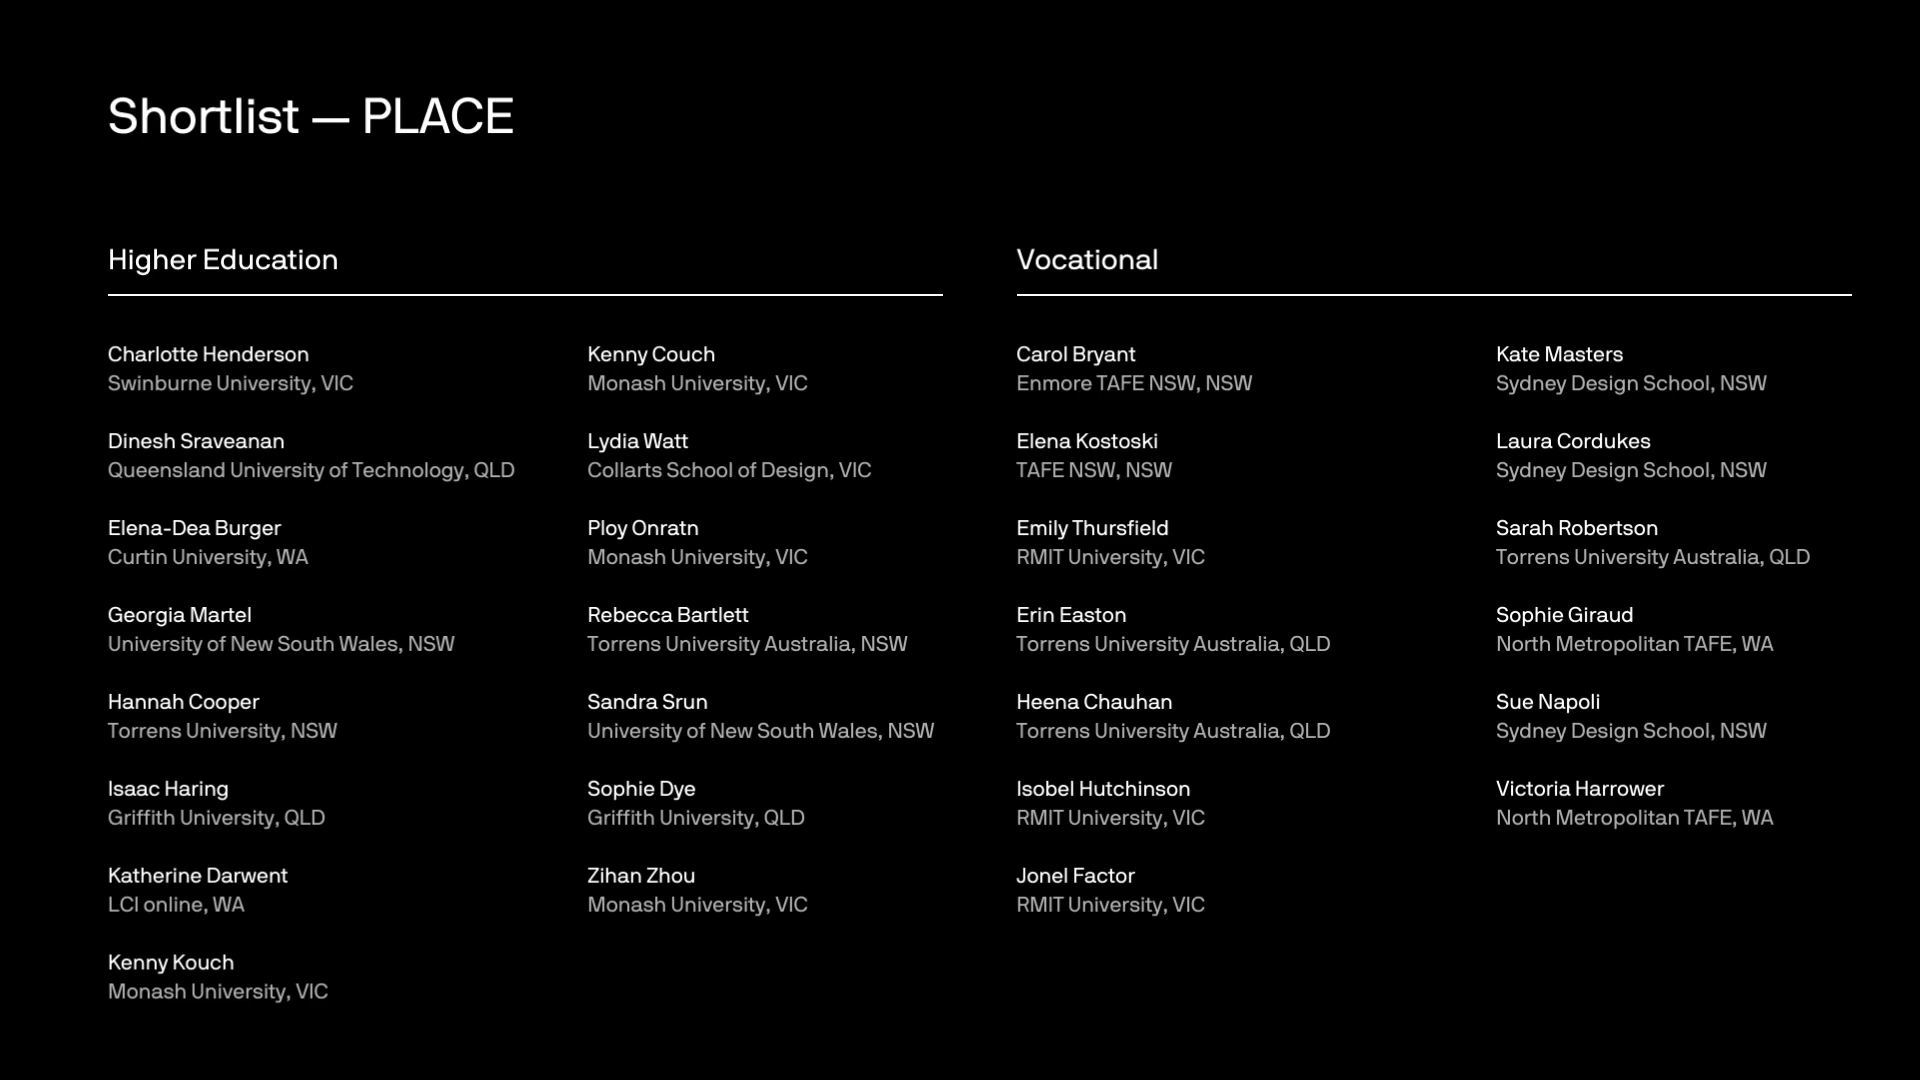 Shortlist — PLACE
Higher Education
Charlotte Henderson
Swinburne University, VIC
Dinesh Sraveanan
Queensland University of Technology, QLD
Elena-Dea Burger
Curtin University, WA
Georgia Martel
University of New South Wales, NSW
Hannah Cooper
Torrens University, NSW
Isaac Haring
Griffith University, QLD
Katherine Darwent
LCI online, WA
Kenny Kouch
Monash University, VIC
Kenny Couch
Monash University, VIC
Lydia Watt
Collarts School of Design, VIC
Ploy Onratn
Monash University, VIC
Rebecca Bartlett
Torrens University Australia, NSW
Sandra Srun
University of New South Wales, NSW
Sophie Dye
Griffith University, QLD
Zihan Zhou
Monash University, VIC
Vocational
Carol Bryant
Enmore TAFE NSW, NSW
Elena Kostoski
TAFE NSW, NSW
Emily Thursfield
RMIT University, VIC
Erin Easton
Torrens University Australia, QLD
Heena Chauhan
Torrens University Australia, QLD
Isobel Hutchinson
RMIT University, VIC
Jonel Factor
RMIT University, VIC
Kate Masters
Sydney Design School, NSW
Laura Cordukes
Sydney Design School, NSW
Sarah Robertson
Torrens University Australia, QLD
Sophie Giraud
North Metropolitan TAFE, WA
Sue Napoli
Sydney Design School, NSW
Victoria Harrower
North Metropolitan TAFE, WA